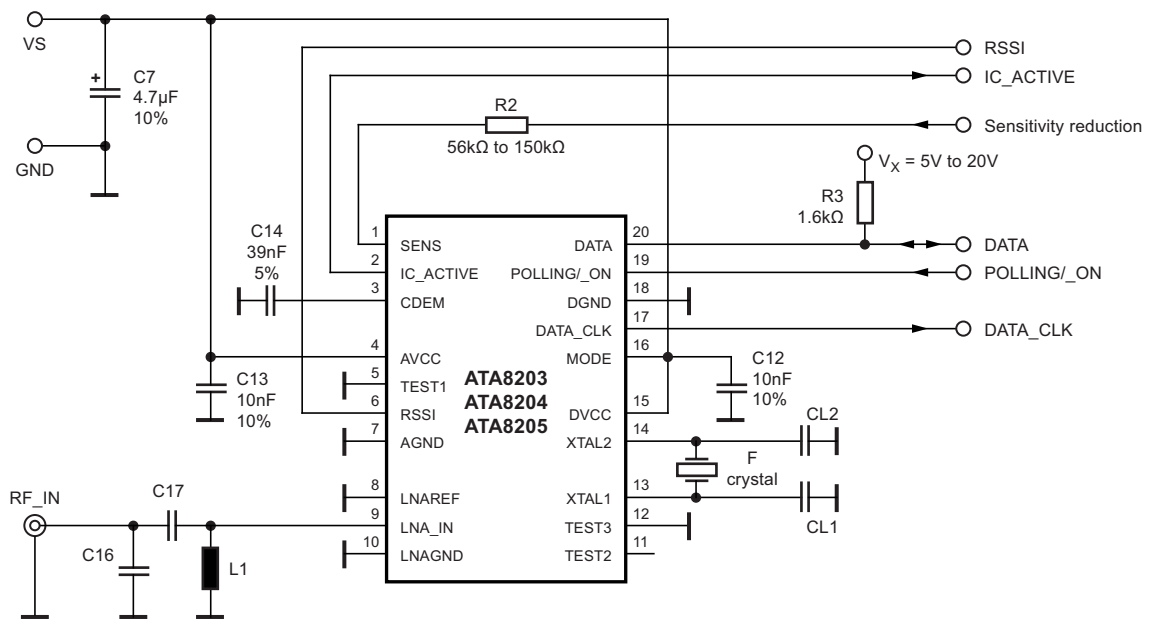 VS
RSSI
C7
4.7µF
10%
IC_ACTIVE
R2
56kΩ to 150kΩ
Sensitivity reduction
GND
VX = 5V to 20V
R3
1.6kΩ
C14
39nF
5%
1
SENS
DATA
20
DATA
2
IC_ACTIVE
POLLING/_ON
19
POLLING/_ON
3
CDEM
DGND
18
DATA_CLK
17
DATA_CLK
4
AVCC
MODE
16
C13
10nF
10%
5
TEST1
ATA8203
ATA8204
ATA8205
C12
10nF
10%
6
RSSI
DVCC
15
7
AGND
XTAL2
14
CL2
F
crystal
8
LNAREF
XTAL1
13
CL1
RF_IN
C17
9
LNA_IN
TEST3
12
10
LNAGND
TEST2
11
C16
L1